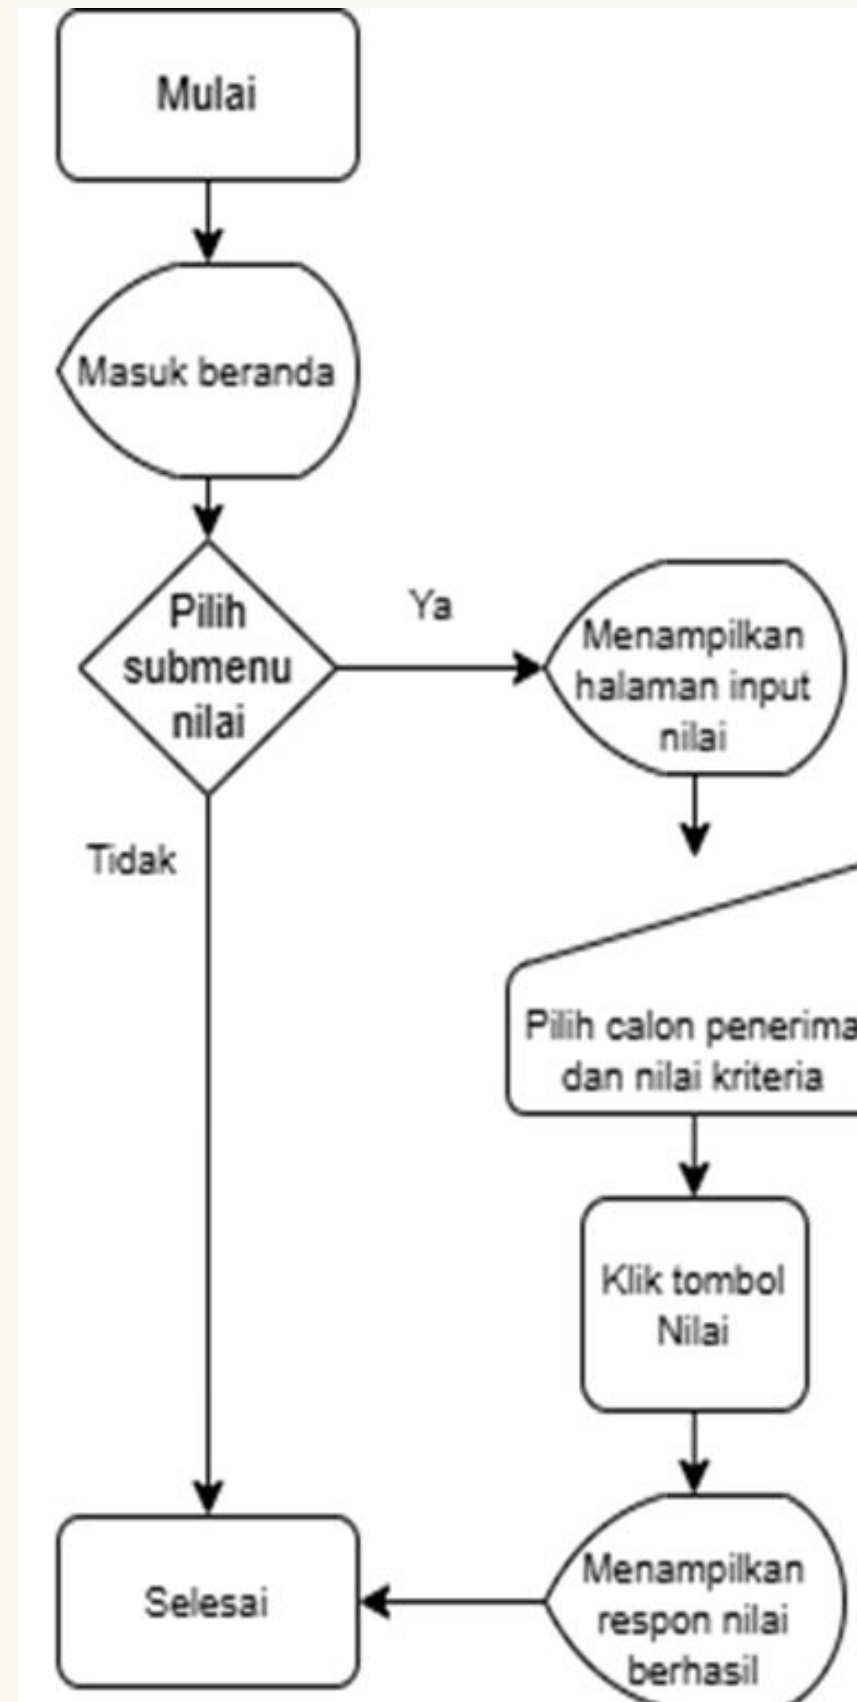 Mulai
Masuk beranda
Pilih
submenu
nilai
Ya
Menampilkan
halaman input
nilai
Tidak
Pilih calon penerima
dan nilai kriteria
Klik tombol
Nilai
Menampilkan
respon nilai
berhasil
Selesai